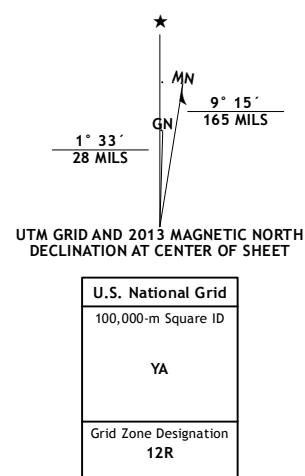 ★
MN
GN
9° 15´
165 MILS
1° 33´
28 MILS
UTM GRID AND 2013 MAGNETIC NORTH
DECLINATION AT CENTER OF SHEET
U.S. National Grid
100,000-m Square ID
YA
Grid Zone Designation
12R